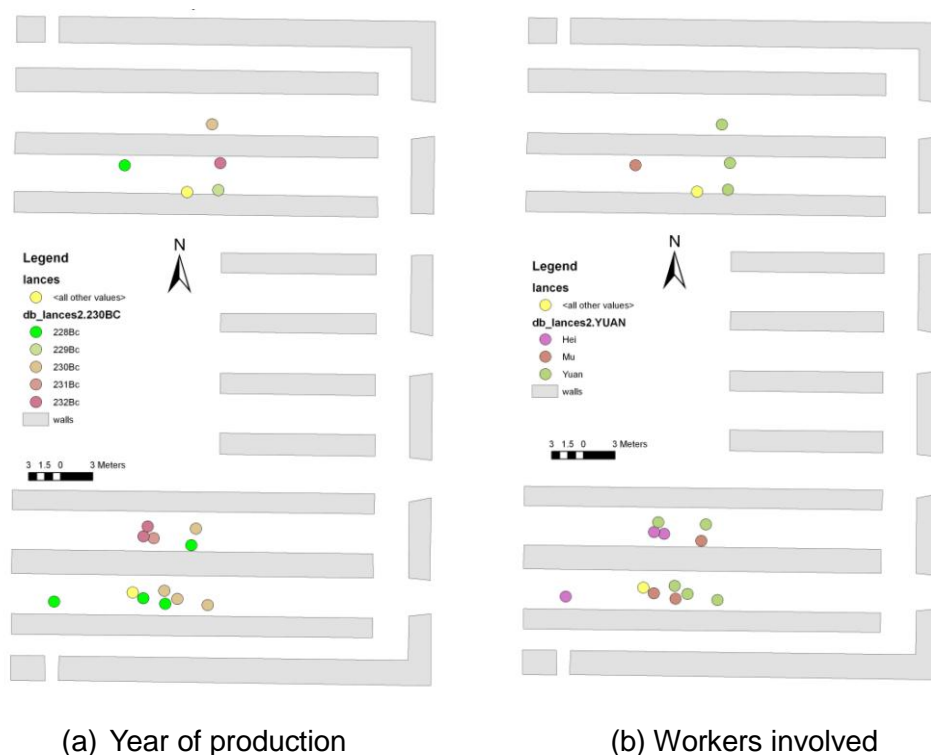 N
Legend
lances
<all other values>
db_lances2.230BC
228Bc
229Bc
230Bc
231Bc
232Bc
walls
3 1.5 0 3 Meters
N
Legend
lances
<all other values>
db_lances2.YUAN
Hei
Mu
Yuan
walls
3 1.5 0 3 Meters
(a) Year of production
(b) Workers involved